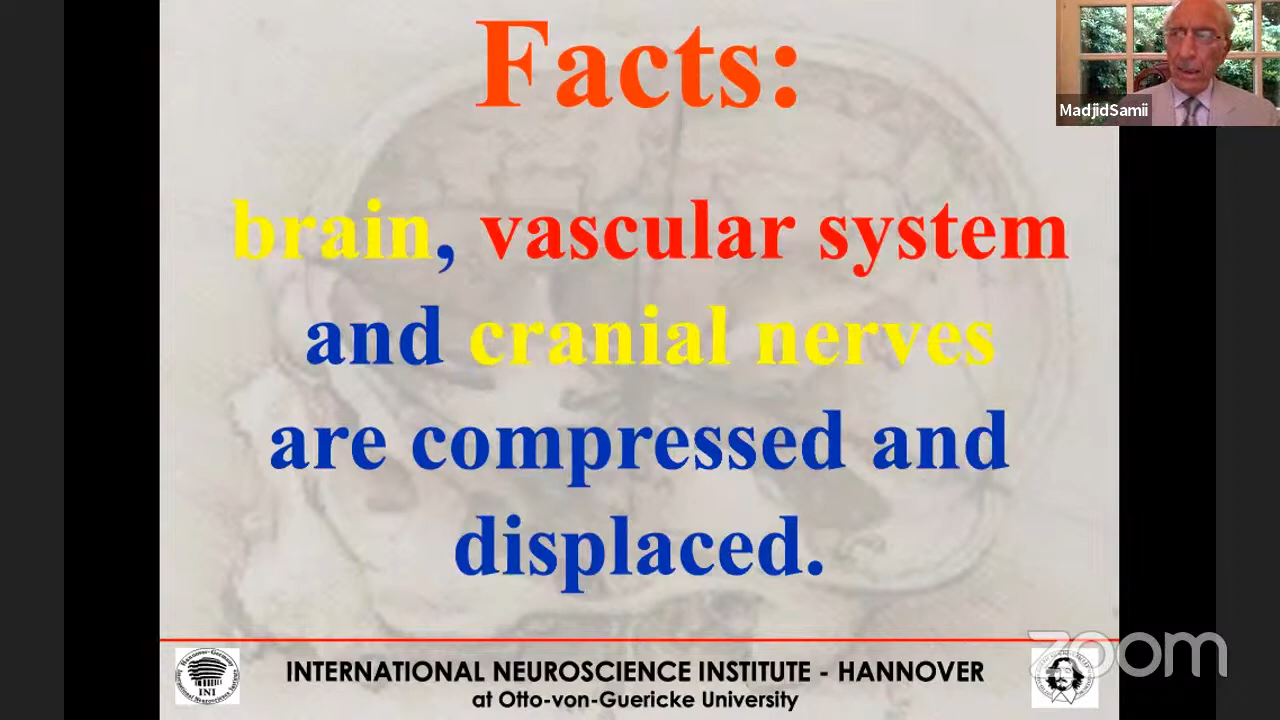 Facts:
MadjidSamii
brain, vascular system
and cranial nerves
are compressed and
displaced.
zoom
INTERNATIONAL NEUROSCIENCE INSTITUTE - HANNOVER
at Otto-von-Guericke University
INI